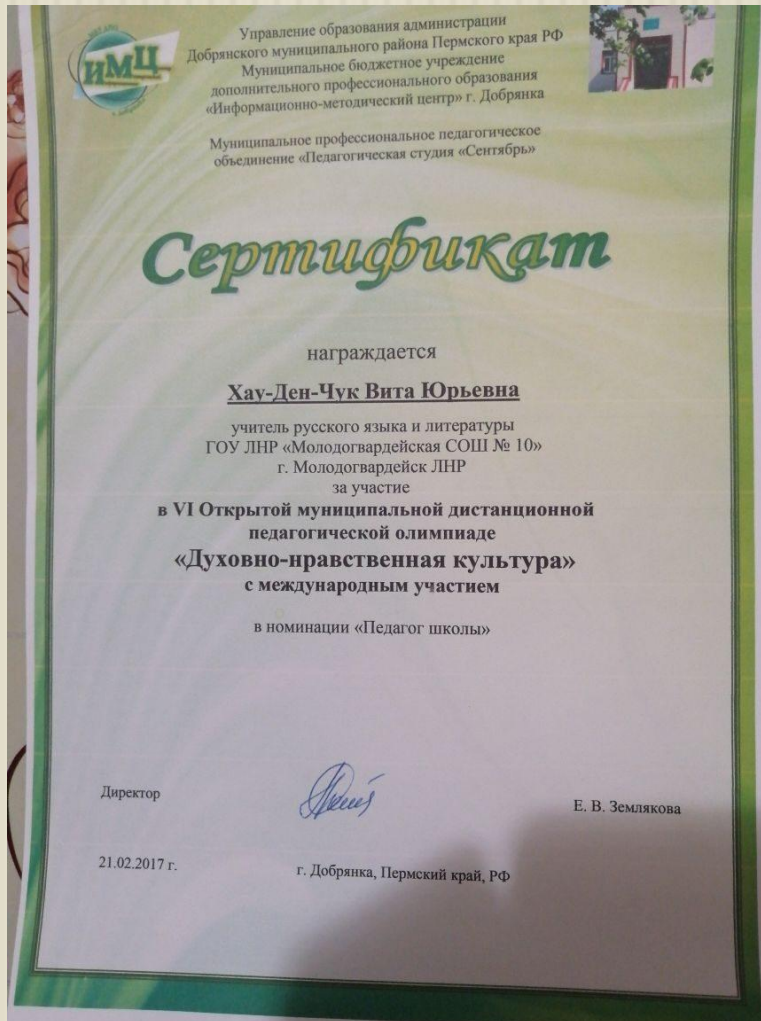 Управление образования администрации
Добрянского муниципального района Пермского края РФ
Муниципальное бюджетное учреждение
дополнительного профессионального образования
«Информационно-методический центр» г. Добрянка
ИМЦ
Муниципальное профессиональное педагогическое
объединение «Педагогическая студия «Сентябрь»
Сертификат
награждается
Хау-Ден-Чук Вита Юрьевна
учитель русского языка и литературы
ГОУ ЛНР «Молодогвардейская СОШ № 10»
г. Молодогвардейск ЛНР
за участие
в VI Открытой муниципальной дистанционной
педагогической олимпиаде
«Духовно-нравственная культура»
с международным участием
в номинации «Педагог школы»
Директор
Е. В. Землякова
21.02.2017 г.
г. Добрянка, Пермский край, РФ